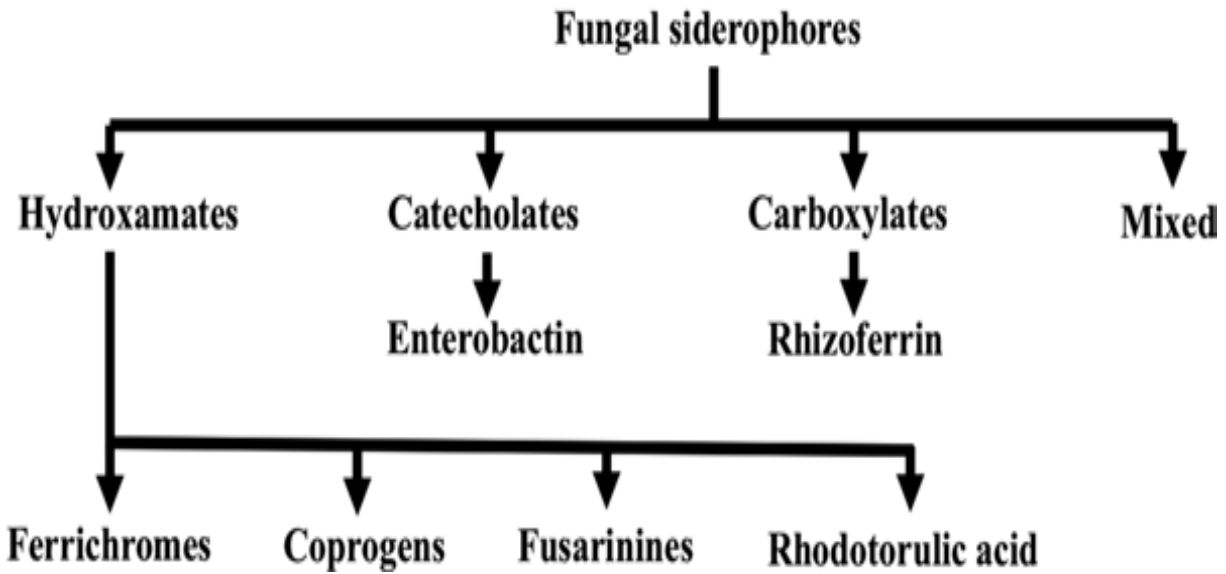 Fungal siderophores
Hydroxamates
Catecholates
Carboxylates
Mixed
Enterobactin
Rhizoferrin
Ferrichromes
Coprogens
Fusarinines
Rhodotorulic acid